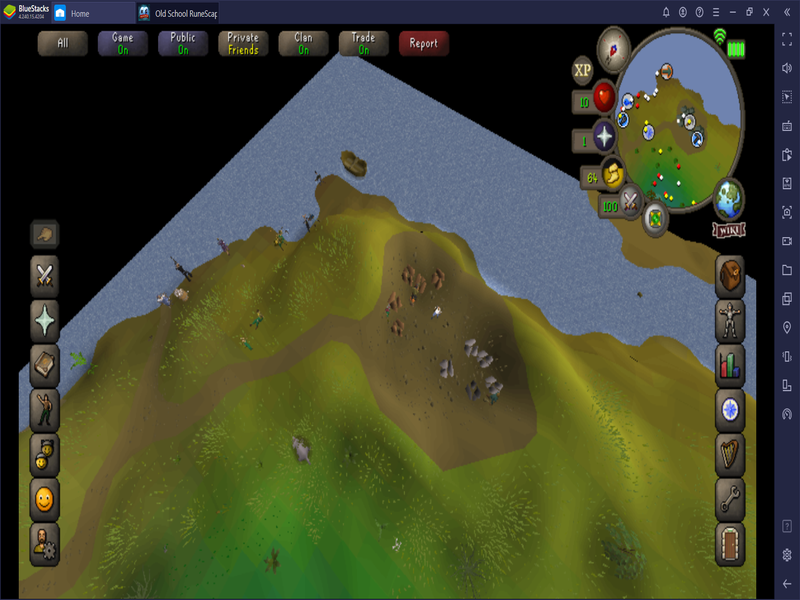 BlueStacks
4.240.15.4204
Home
Old School RuneScap
All
Game
On
Public
On
Private
Friends
Clan
On
Trade
On
Report
XP
10
1
64
100
WIKI